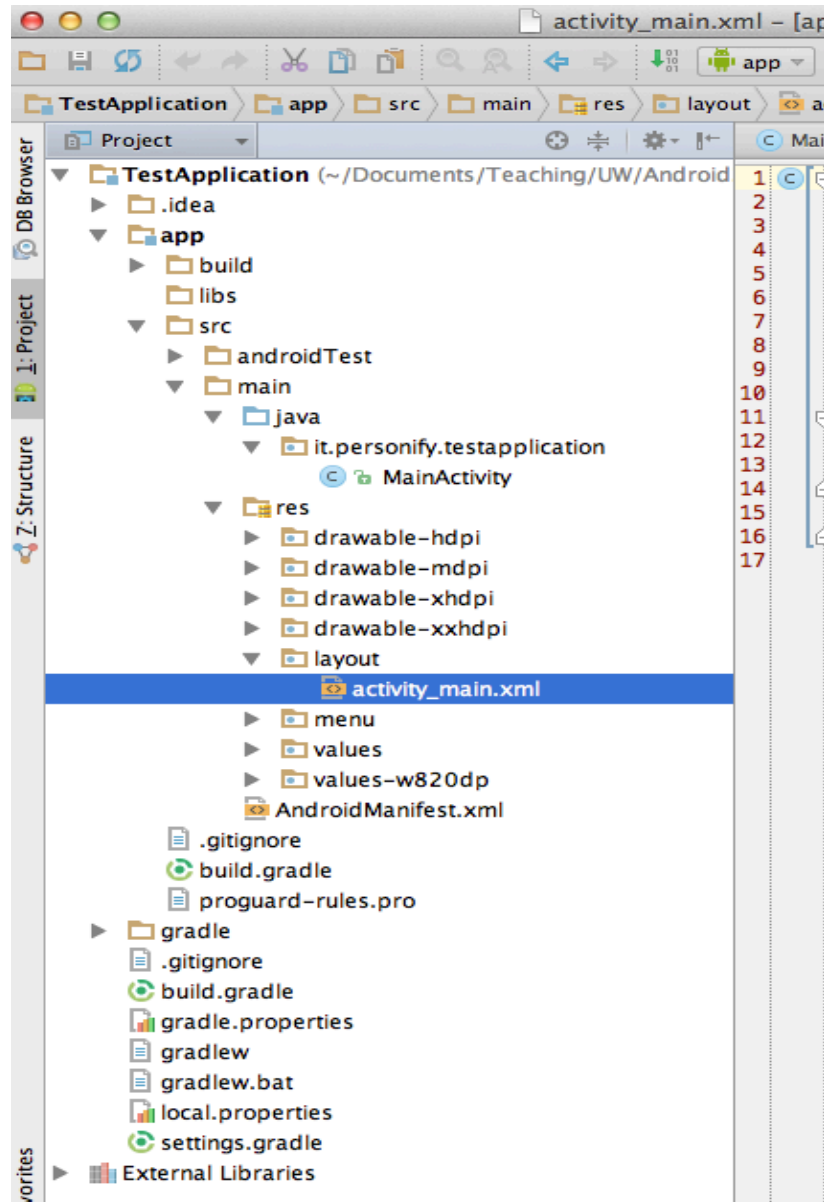 activity_main.xml – [ap
app
TestApplication app src main res layout a
DB Browser
1: Project
Z: Structure
vorites
Project
Mai
TestApplication (~/Documents/Teaching/UW/Android
.idea
app
build
libs
src
androidTest
main
java
it.personify.testapplication
MainActivity
res
drawable-hdpi
drawable-mdpi
drawable-xhdpi
drawable-xxhdpi
layout
activity_main.xml
menu
values
values-w820dp
AndroidManifest.xml
.gitignore
build.gradle
proguard-rules.pro
gradle
.gitignore
build.gradle
gradle.properties
gradlew
gradlew.bat
local.properties
settings.gradle
External Libraries
1
2
3
4
5
6
7
8
9
10
11
12
13
14
15
16
17